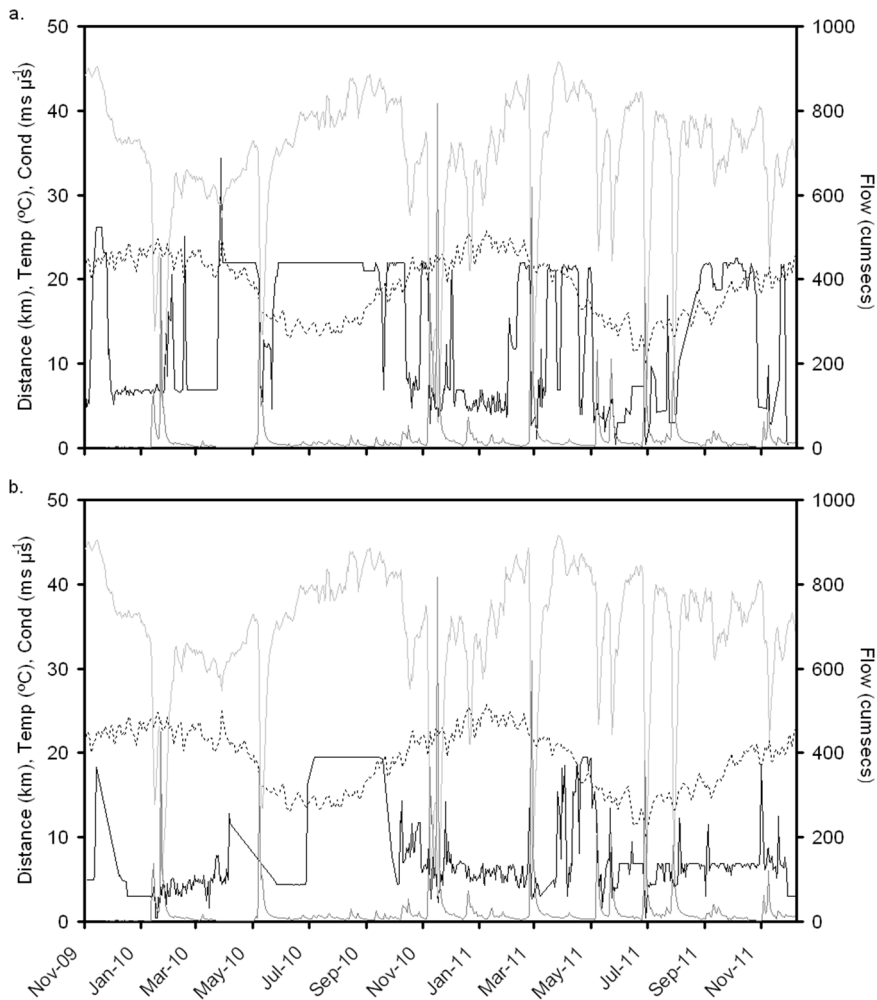 a.
50
40
30
20
10
0
Distance (km), Temp (ºC), Cond (ms µs-1)
1000
800
600
400
200
0
Flow (cumsecs)
b.
50
40
30
20
10
0
Distance (km), Temp (ºC), Cond (ms µs-1)
1000
800
600
400
200
0
Flow (cumsecs)
Nov-09
Jan-10
Mar-10
May-10
Jul-10
Sep-10
Nov-10
Jan-11
Mar-11
May-11
Jul-11
Sep-11
Nov-11